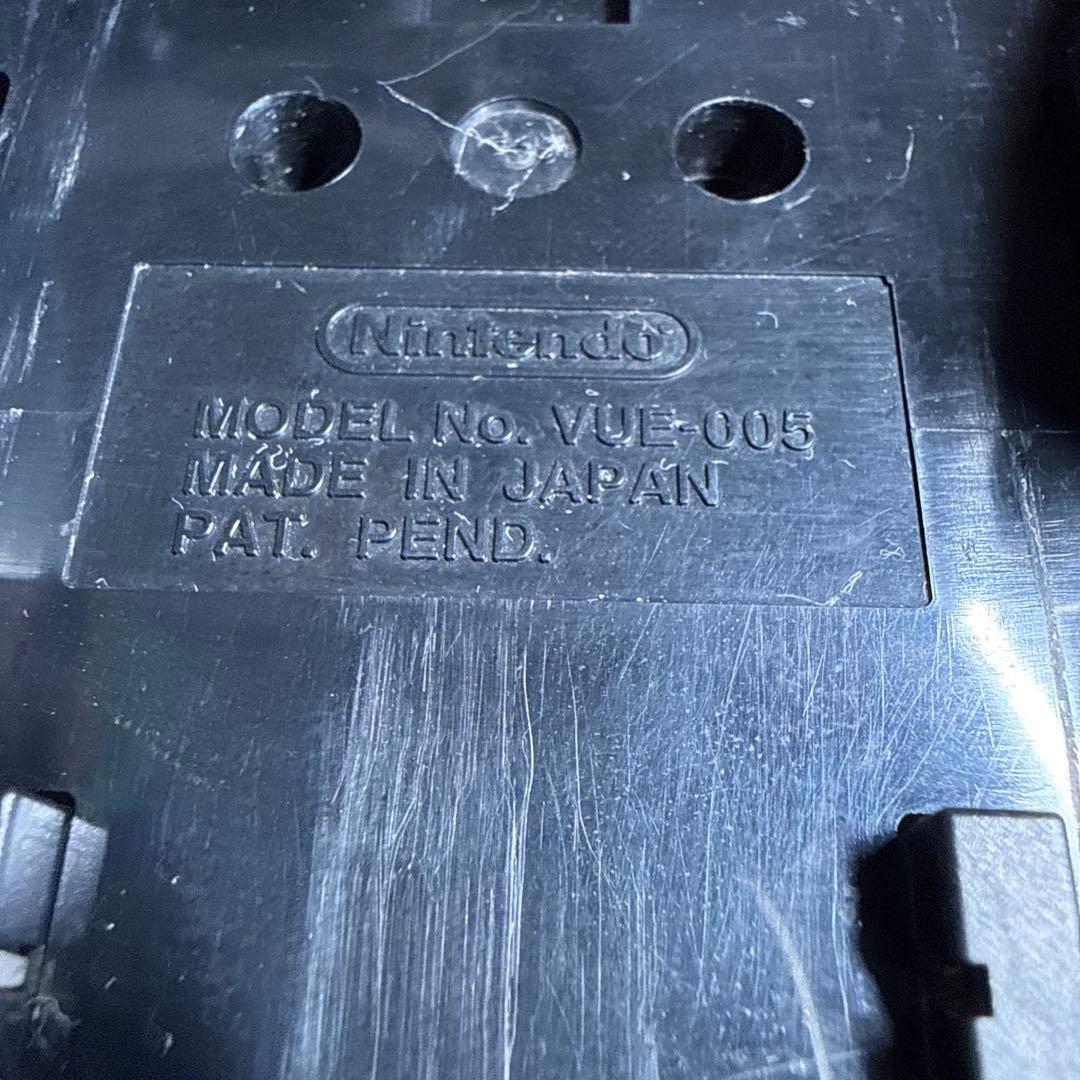 Nintendo
MODEL No. VUE-005
MADE IN JAPAN
PAT. PEND.